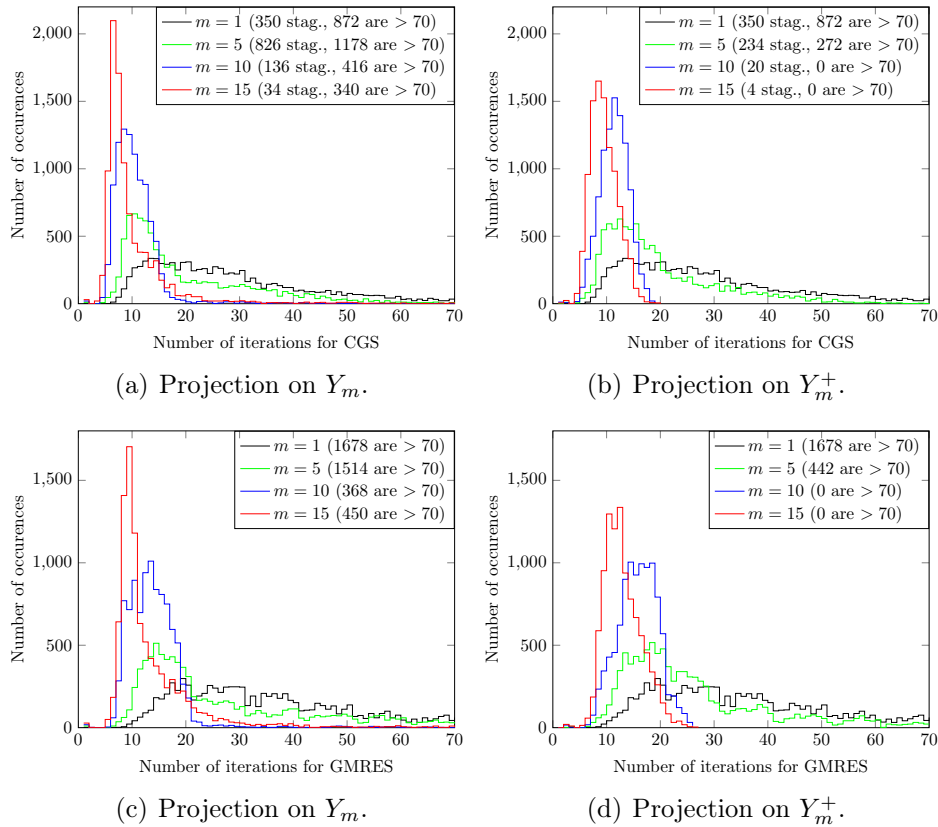 m = 1 (350 stag., 872 are > 70)
m = 5 (826 stag., 1178 are > 70)
m = 10 (136 stag., 416 are > 70)
m = 15 (34 stag., 340 are > 70)
Number of occurences
2,000
1,500
1,000
500
0
0 10 20 30 40 50 60 70
Number of iterations for CGS
(a) Projection on Yₘ.
m = 1 (350 stag., 872 are > 70)
m = 5 (234 stag., 272 are > 70)
m = 10 (20 stag., 0 are > 70)
m = 15 (4 stag., 0 are > 70)
Number of occurences
2,000
1,500
1,000
500
0
0 10 20 30 40 50 60 70
Number of iterations for CGS
(b) Projection on Yₘ⁺.
m = 1 (1678 are > 70)
m = 5 (1514 are > 70)
m = 10 (368 are > 70)
m = 15 (450 are > 70)
Number of occurences
1,500
1,000
500
0
0 10 20 30 40 50 60 70
Number of iterations for GMRES
(c) Projection on Yₘ.
m = 1 (1678 are > 70)
m = 5 (442 are > 70)
m = 10 (0 are > 70)
m = 15 (0 are > 70)
Number of occurences
1,500
1,000
500
0
0 10 20 30 40 50 60 70
Number of iterations for GMRES
(d) Projection on Yₘ⁺.